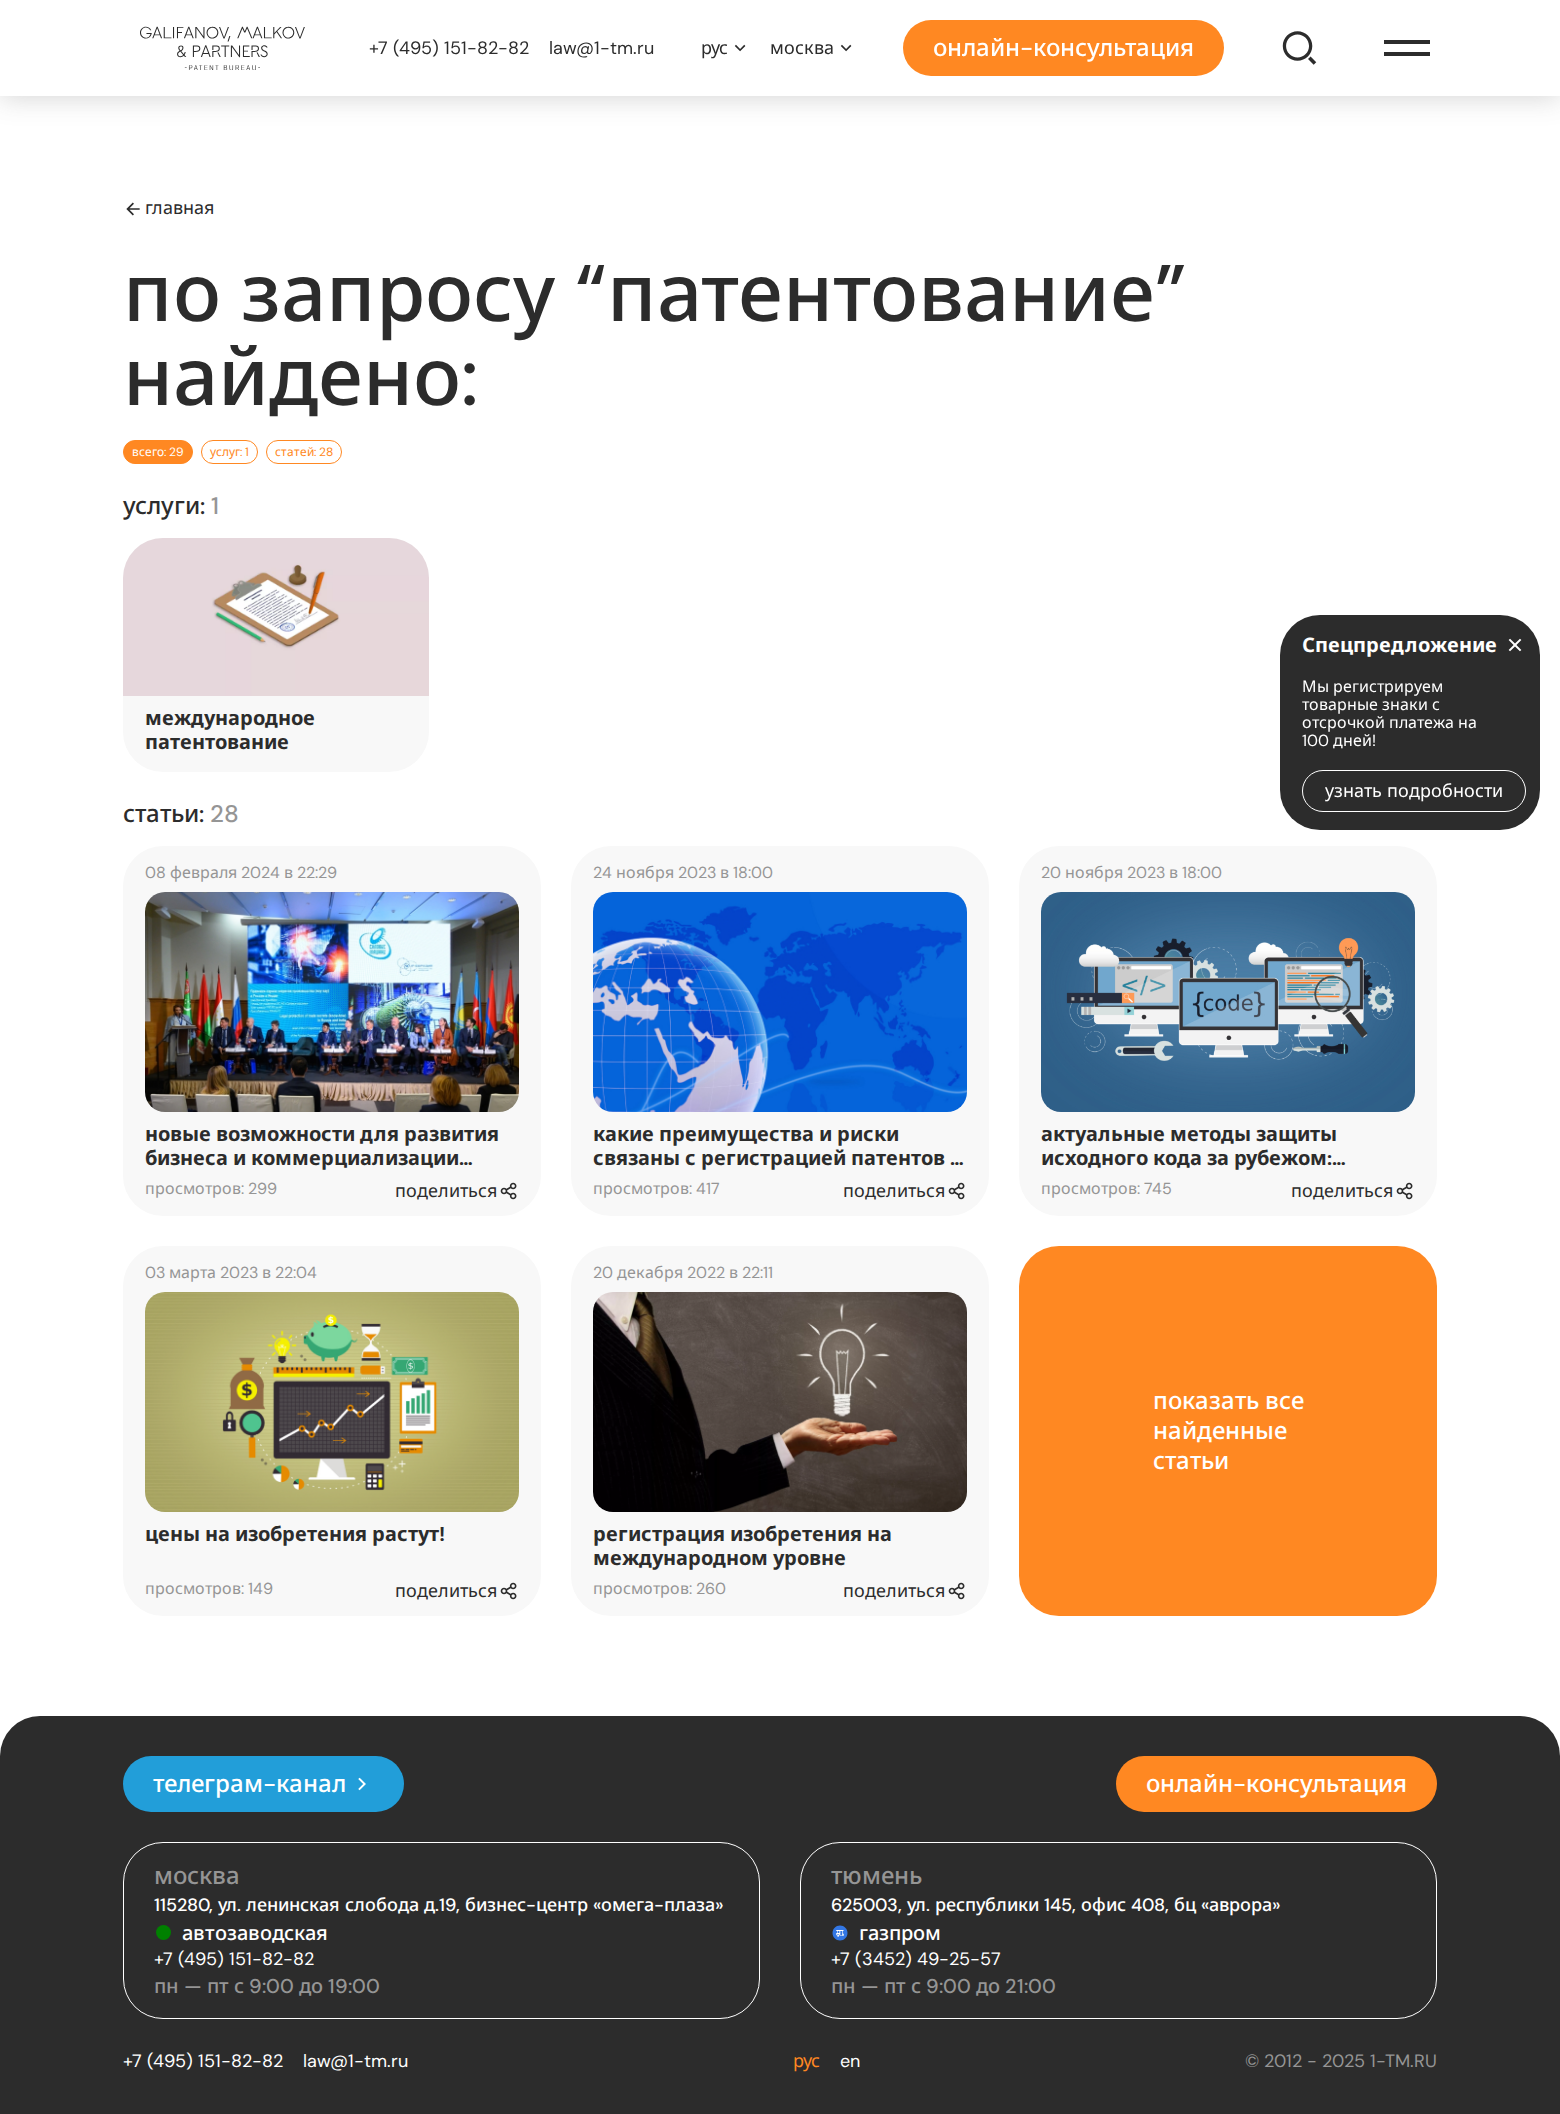 GALIFANOV, MALKOV
& PARTNERS
-PATENT BUREAU-
+7 (495) 151-82-82 law@1-tm.ru
рус москва
онлайн-консультация
главная
по запросу “патентование”
найдено:
всего: 29 услуг: 1 статей: 28
услуги: 1
международное
патентование
Спецпредложение
Мы регистрируем
товарные знаки с
отсрочкой платежа на
100 дней!
узнать подробности
статьи: 28
08 февраля 2024 в 22:29
новые возможности для развития
бизнеса и коммерциализации...
просмотров: 299 поделиться
24 ноября 2023 в 18:00
какие преимущества и риски
связаны с регистрацией патентов ...
просмотров: 417 поделиться
20 ноября 2023 в 18:00
</>
{code}
актуальные методы защиты
исходного кода за рубежом:...
просмотров: 745 поделиться
03 марта 2023 в 22:04
цены на изобретения растут!
просмотров: 149 поделиться
20 декабря 2022 в 22:11
регистрация изобретения на
международном уровне
просмотров: 260 поделиться
показать все
найденные
статьи
телеграм-канал
онлайн-консультация
москва
115280, ул. ленинская слобода д.19, бизнес-центр «омега-плаза»
автозаводская
+7 (495) 151-82-82
пн — пт с 9:00 до 19:00
тюмень
625003, ул. республики 145, офис 408, бц «аврора»
газпром
+7 (3452) 49-25-57
пн — пт с 9:00 до 21:00
+7 (495) 151-82-82 law@1-tm.ru
рус en
© 2012 - 2025 1-TM.RU